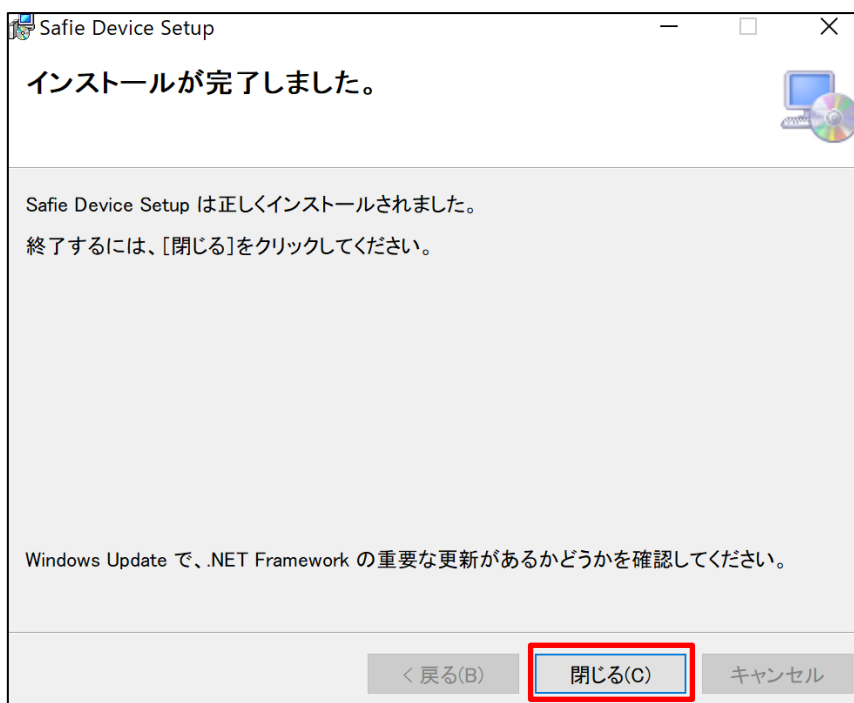 Safie Device Setup
インストールが完了しました。
Safie Device Setup は正しくインストールされました。
終了するには、[閉じる]をクリックしてください。
Windows Update で、.NET Framework の重要な更新があるかどうかを確認してください。
< 戻る(B)
閉じる(C)
キャンセル